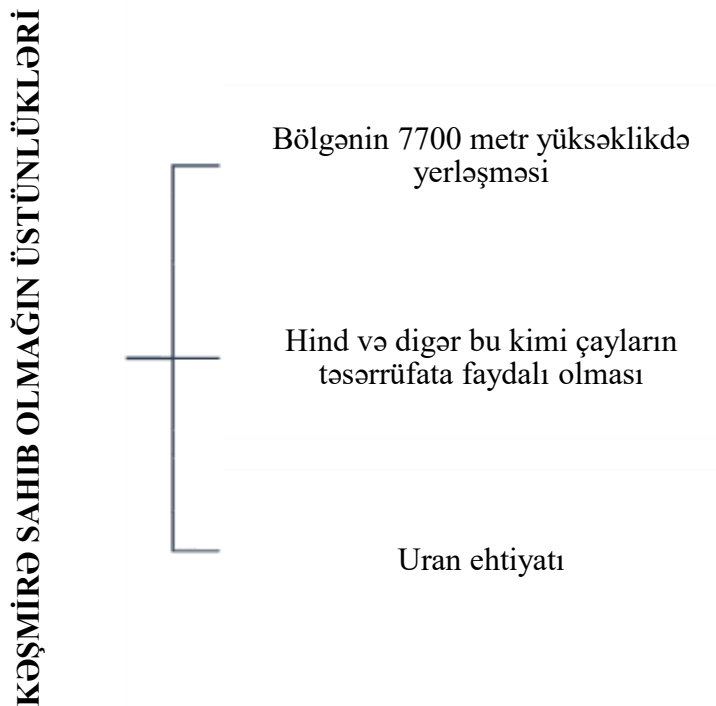 KƏŞMİRƏ SAHIB OLMAĞIN ÜSTÜNLÜKLƏRİ
Bölgənin 7700 metr yüksəklikdə
yerləşməsi
Hind və digər bu kimi çayların
təsərrüfata faydalı olması
Uran ehtiyatı